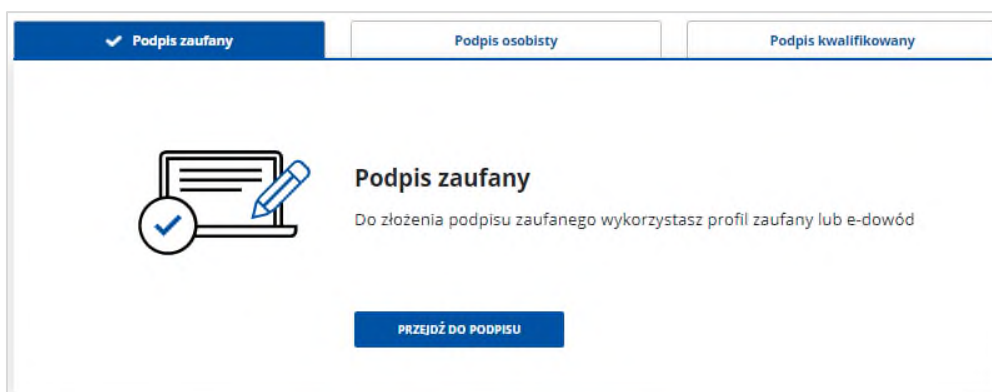 Podpis zaufany
Podpis osobisty
Podpis kwalifikowany
Podpis zaufany
Do złożenia podpisu zaufanego wykorzystasz profil zaufany lub e-dowód
PRZEJDŹ DO PODPISU